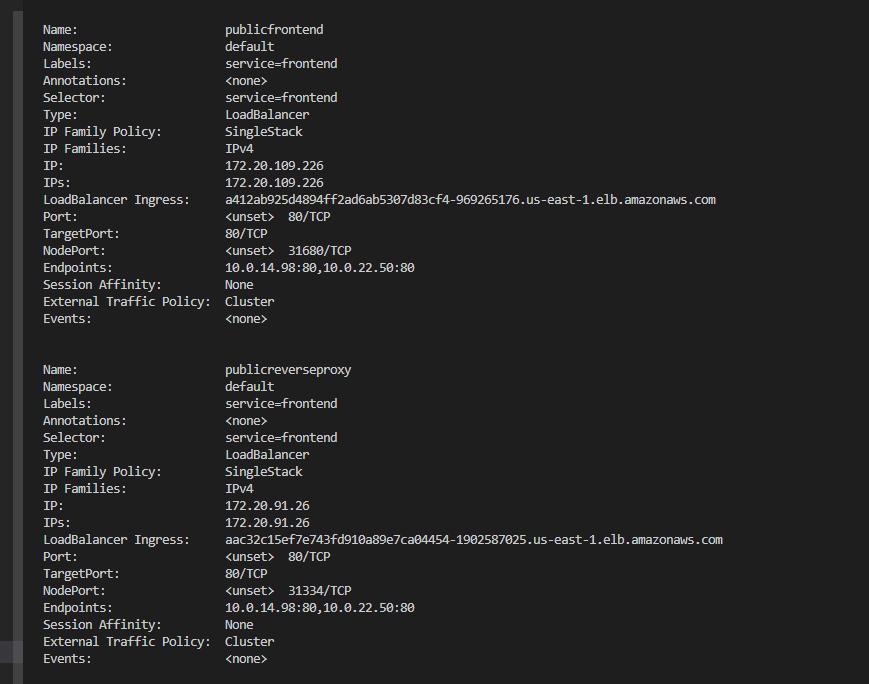 Name: publicfrontend
Namespace: default
Labels: service=frontend
Annotations: <none>
Selector: service=frontend
Type: LoadBalancer
IP Family Policy: SingleStack
IP Families: IPv4
IP: 172.20.109.226
IPs: 172.20.109.226
LoadBalancer Ingress: a412ab925d4894ff2ad6ab5307d83cf4-969265176.us-east-1.elb.amazonaws.com
Port: <unset> 80/TCP
TargetPort: 80/TCP
NodePort: <unset> 31680/TCP
Endpoints: 10.0.14.98:80,10.0.22.50:80
Session Affinity: None
External Traffic Policy: Cluster
Events: <none>
Name: publicreverseproxy
Namespace: default
Labels: service=frontend
Annotations: <none>
Selector: service=frontend
Type: LoadBalancer
IP Family Policy: SingleStack
IP Families: IPv4
IP: 172.20.91.26
IPs: 172.20.91.26
LoadBalancer Ingress: aac32c15ef7e743fd910a89e7ca04454-1902587025.us-east-1.elb.amazonaws.com
Port: <unset> 80/TCP
TargetPort: 80/TCP
NodePort: <unset> 31334/TCP
Endpoints: 10.0.14.98:80,10.0.22.50:80
Session Affinity: None
External Traffic Policy: Cluster
Events: <none>